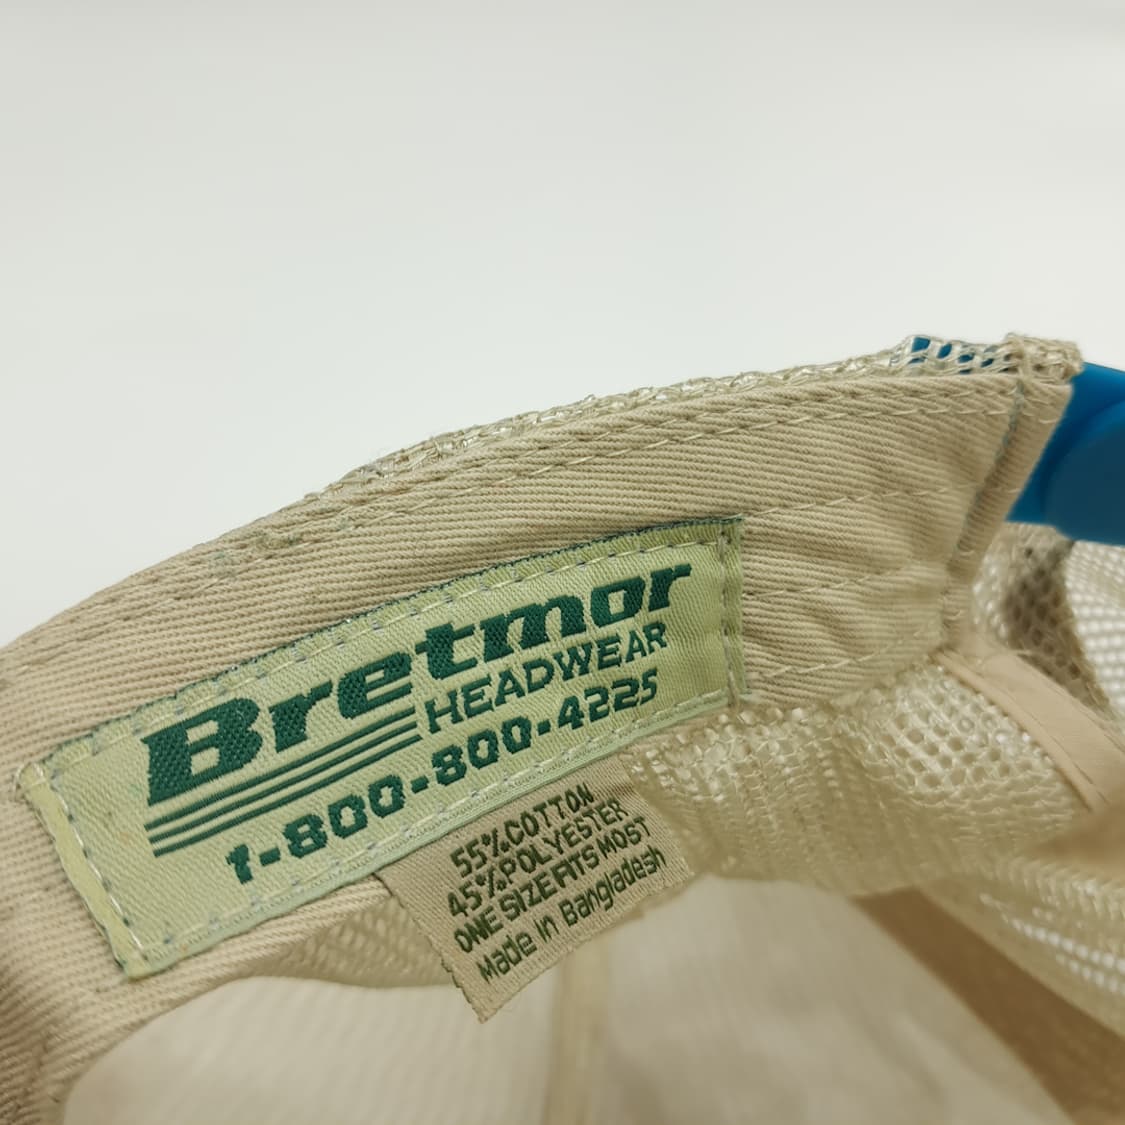 Bretmor
HEADWEAR
1-800-800-4225
55%COTTON
45%POLYESTER
ONE SIZE FITS MOST
Made in Bangladesh